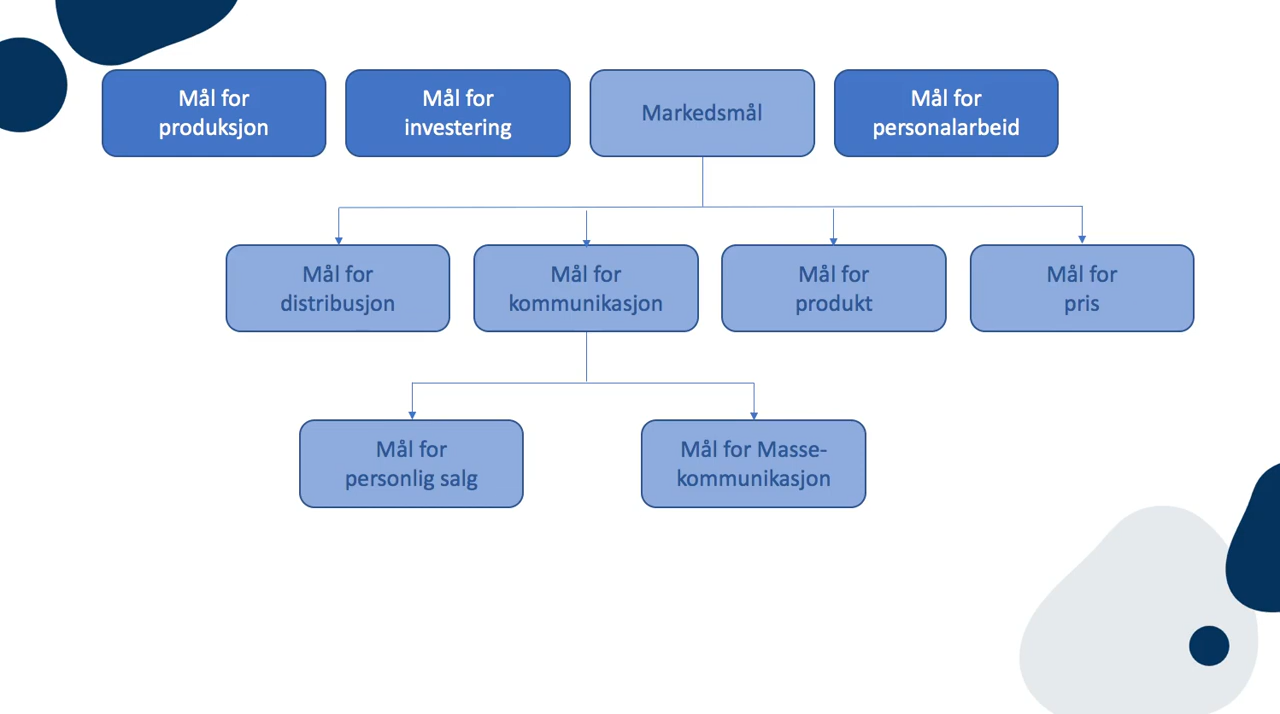 Mål for
produksjon
Mål for
investering
Markedsmål
Mål for
personalarbeid
Mål for
distribusjon
Mål for
kommunikasjon
Mål for
produkt
Mål for
pris
Mål for
personlig salg
Mål for Masse-
kommunikasjon